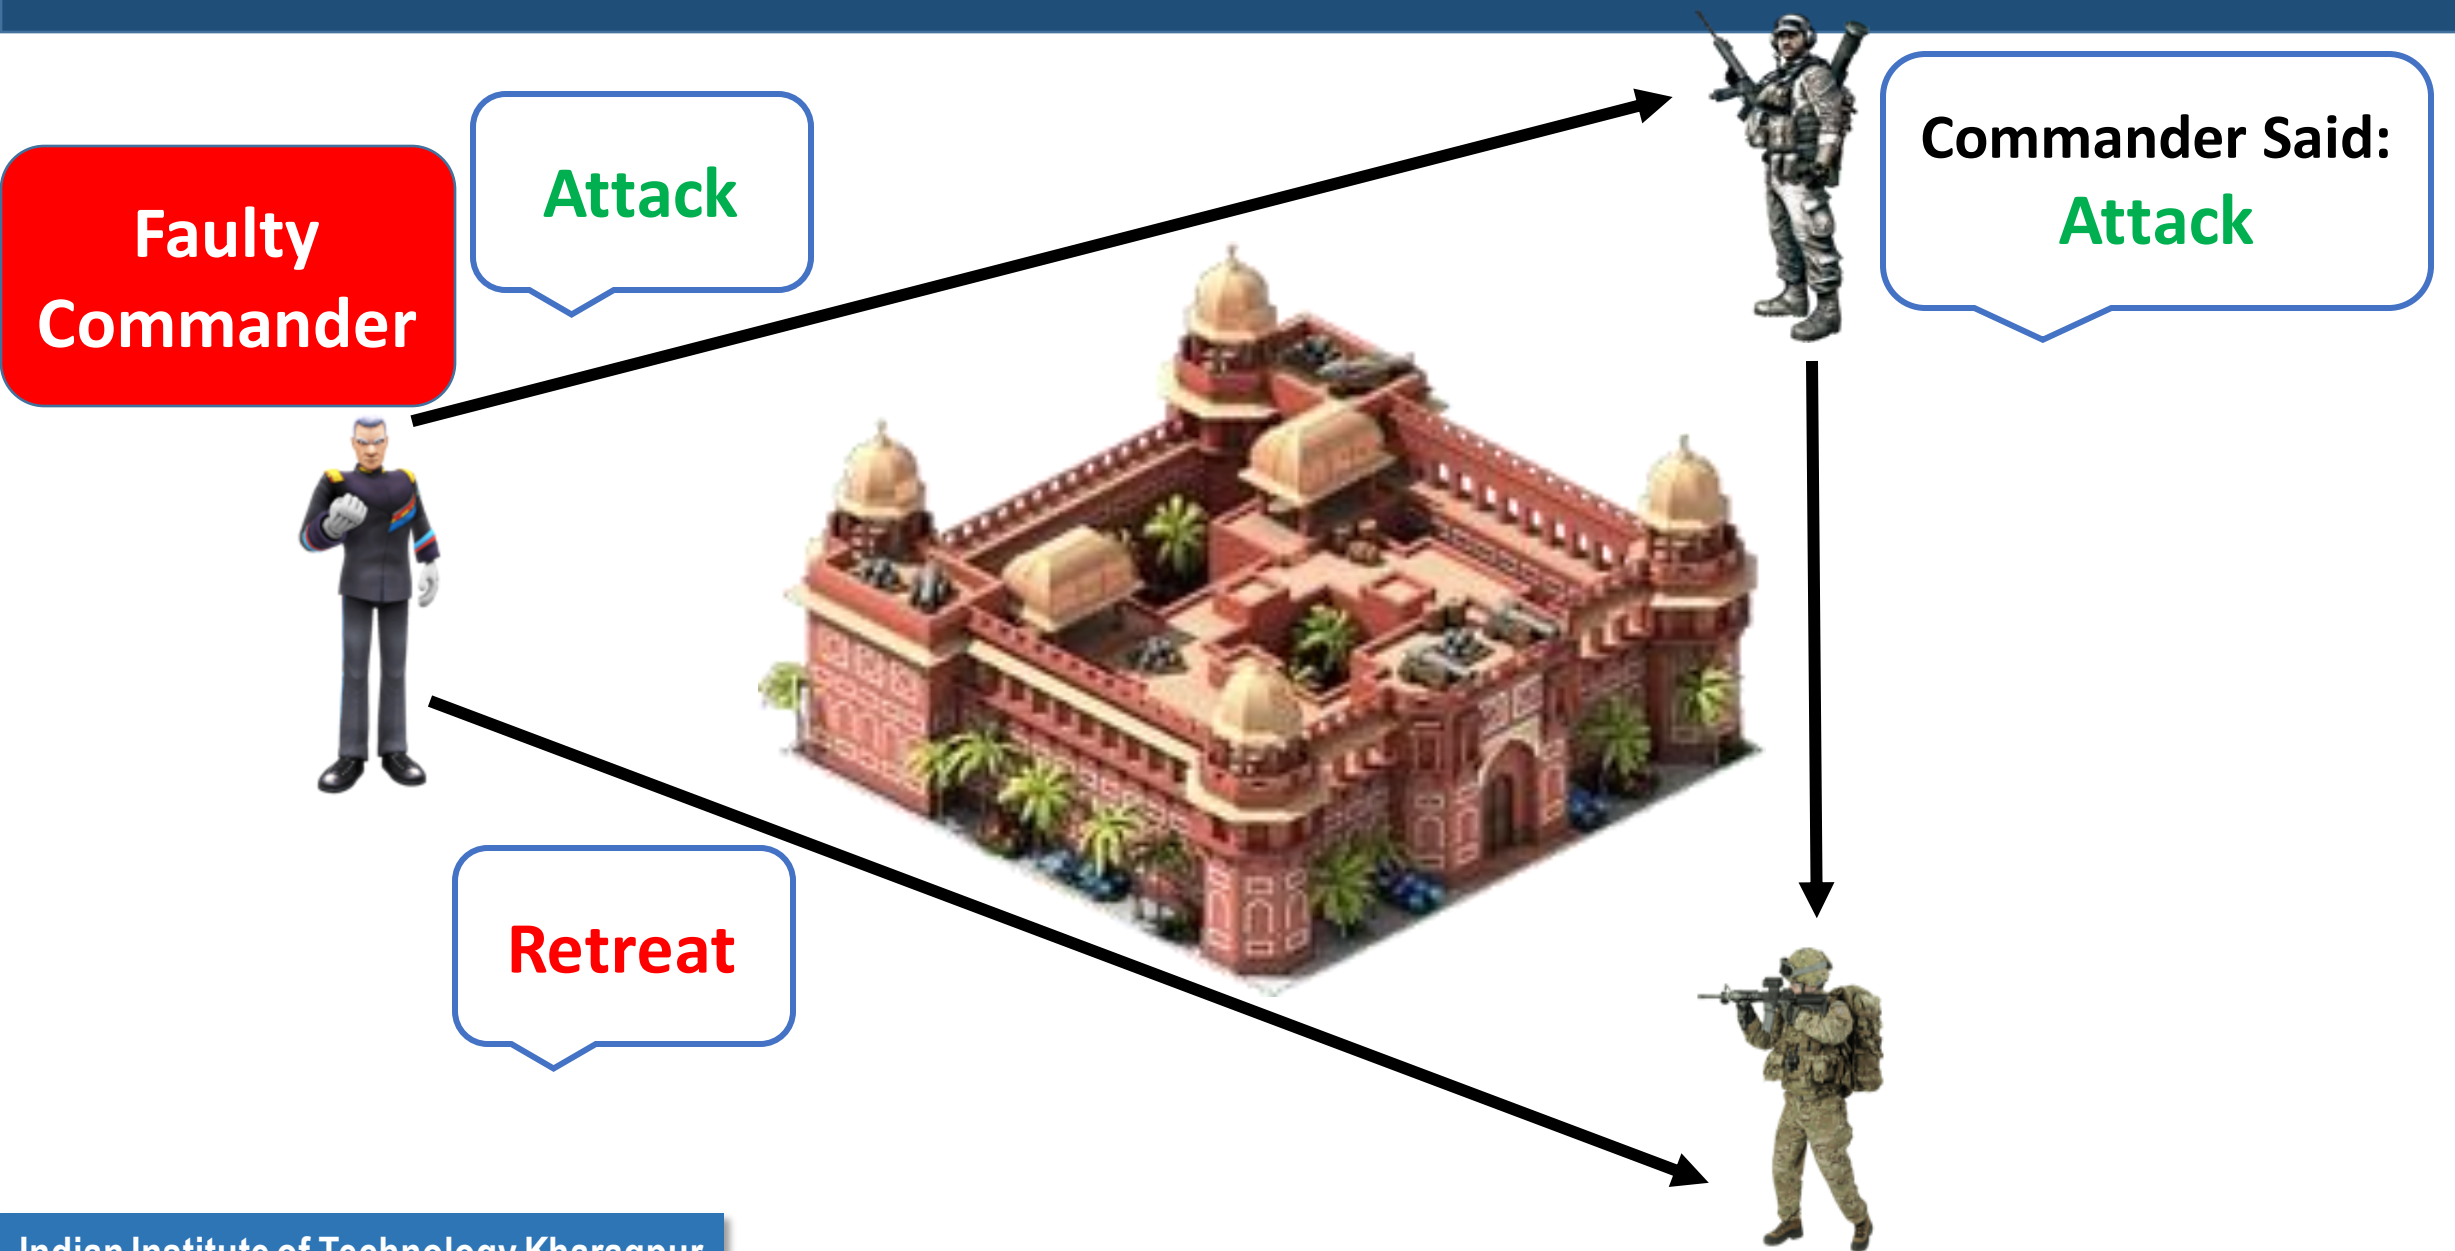 Attack
Commander Said:
Attack
Faulty
Commander
Retreat
Indian Institute of Technology Kharagpur